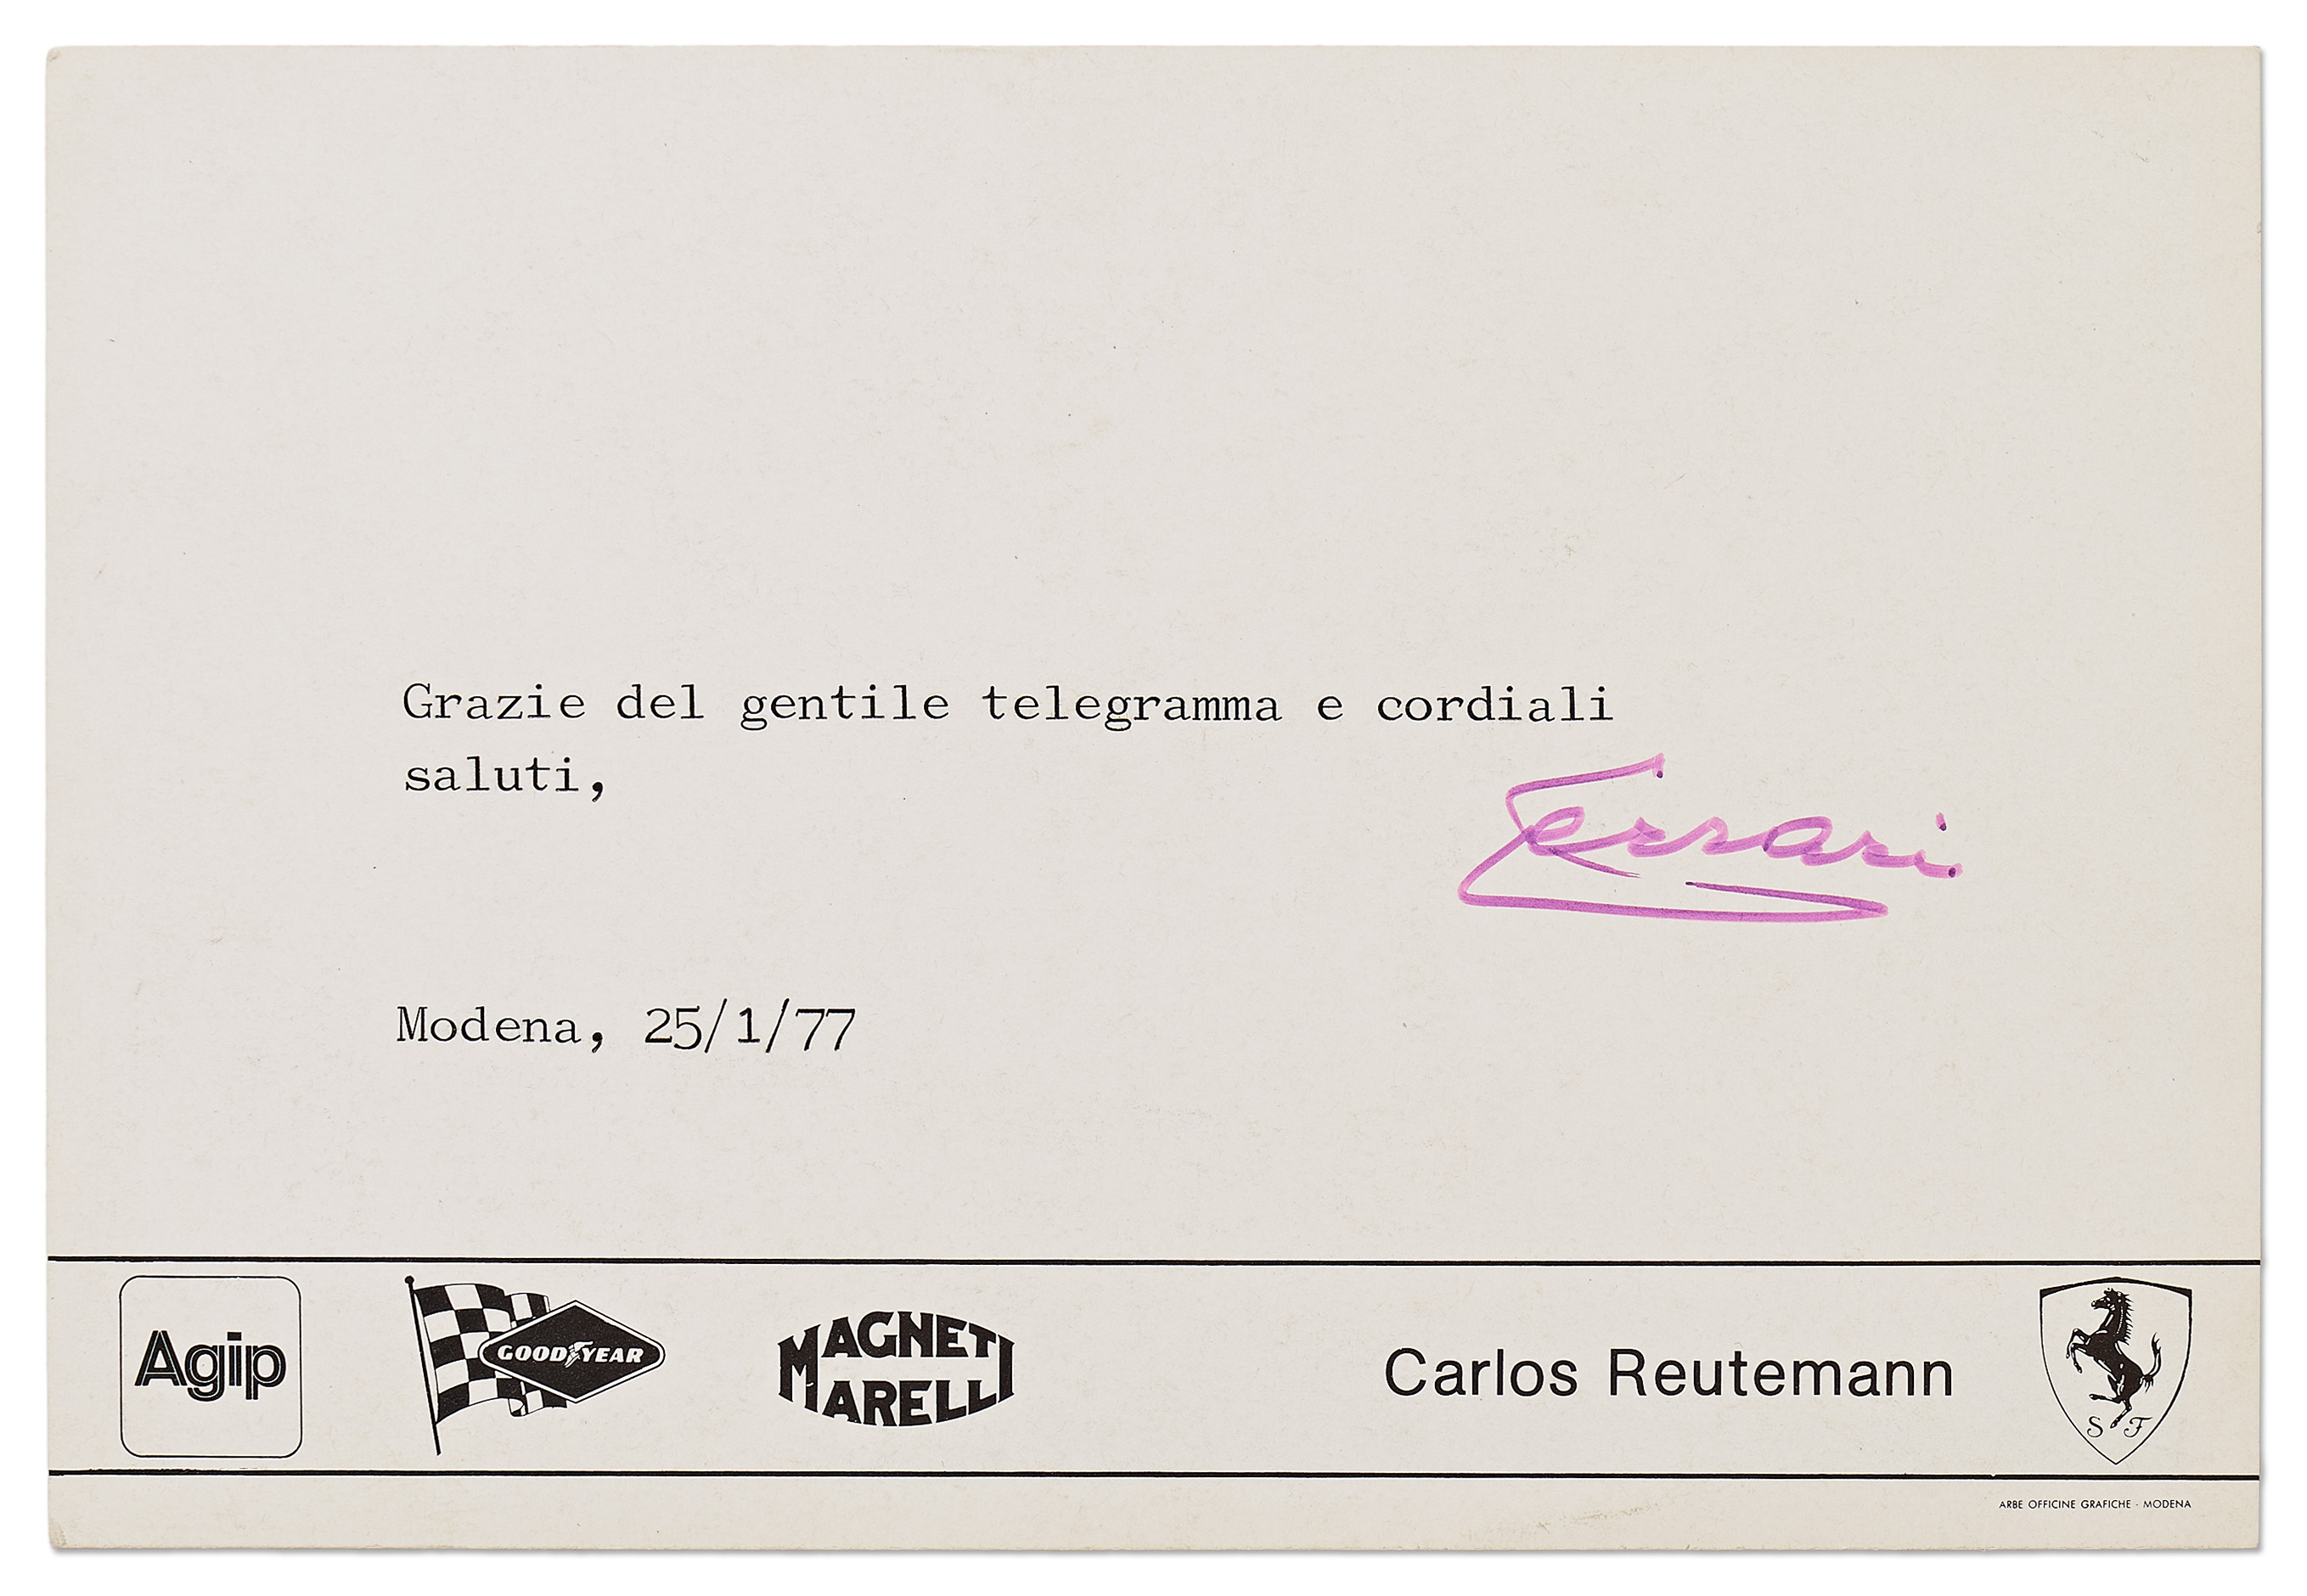 Grazie del gentile telegramma e cordiali
saluti,
Ferrari
Modena, 25/1/77
Agip
GOODYEAR
MAGNETI
MARELLI
Carlos Reutemann
S F
ARBE OFFICINE GRAFICHE - MODENA